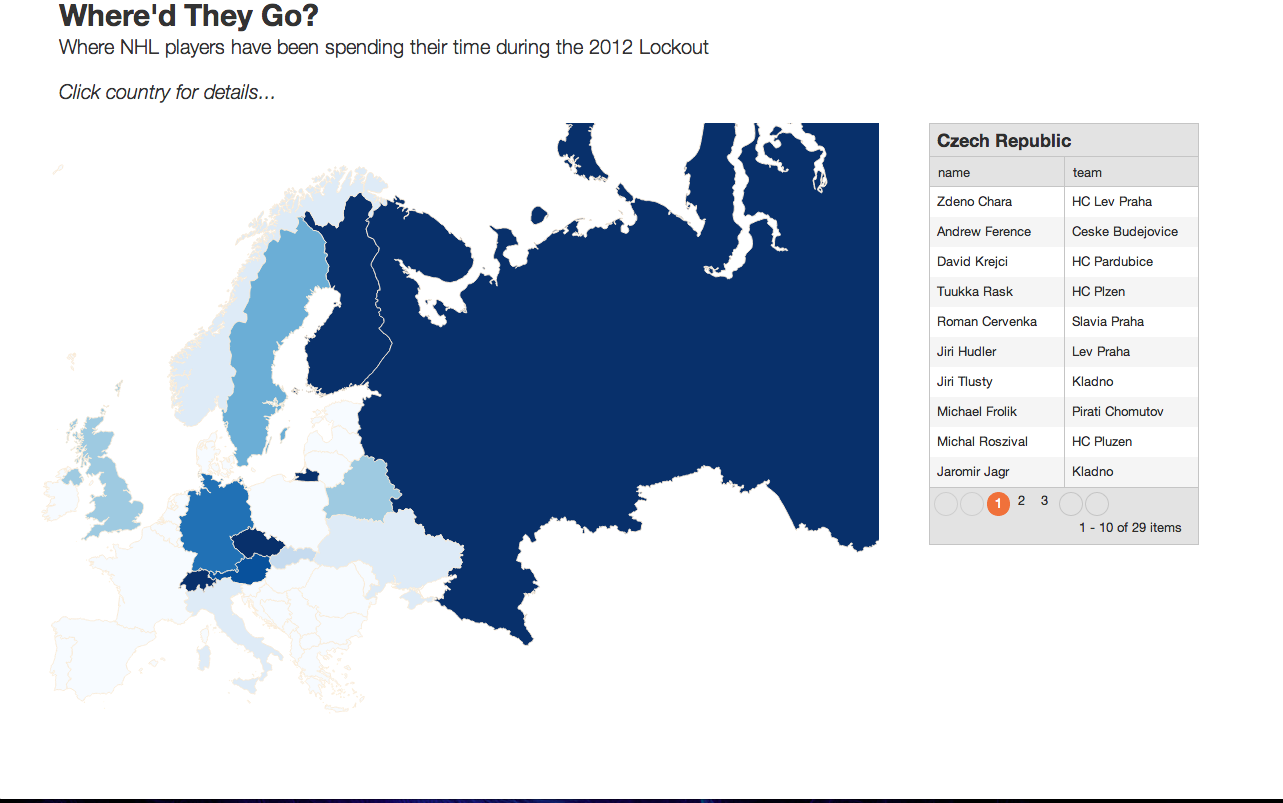 Where'd They Go?
Where NHL players have been spending their time during the 2012 Lockout
Click country for details...
Czech Republic
name team
Zdeno Chara HC Lev Praha
Andrew Ference Ceske Budejovice
David Krejci HC Pardubice
Tuukka Rask HC Plzen
Roman Cervenka Slavia Praha
Jiri Hudler Lev Praha
Jiri Tlusty Kladno
Michael Frolik Pirati Chomutov
Michal Roszival HC Pluzen
Jaromir Jagr Kladno
1 2 3
1 - 10 of 29 items